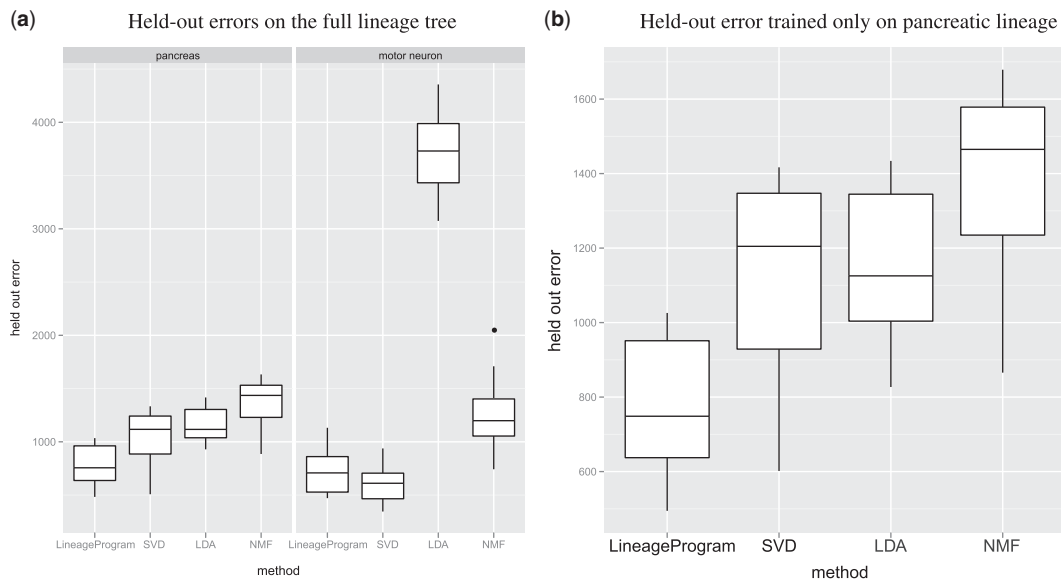 (a) Held-out errors on the full lineage tree
pancreas motor neuron
4000
3000
2000
1000
held out error
LineageProgram SVD LDA NMF LineageProgram SVD LDA NMF
method
(b) Held-out error trained only on pancreatic lineage
1600
1400
1200
1000
800
600
held out error
LineageProgram SVD LDA NMF
method